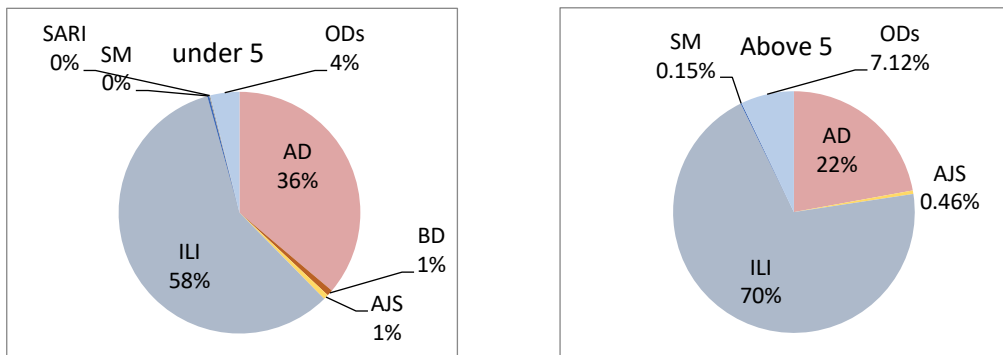 under 5
SARI
0%
SM
0%
ODs
4%
AD
36%
BD
1%
AJS
1%
ILI
58%
Above 5
SM
0.15%
ODs
7.12%
AD
22%
AJS
0.46%
ILI
70%